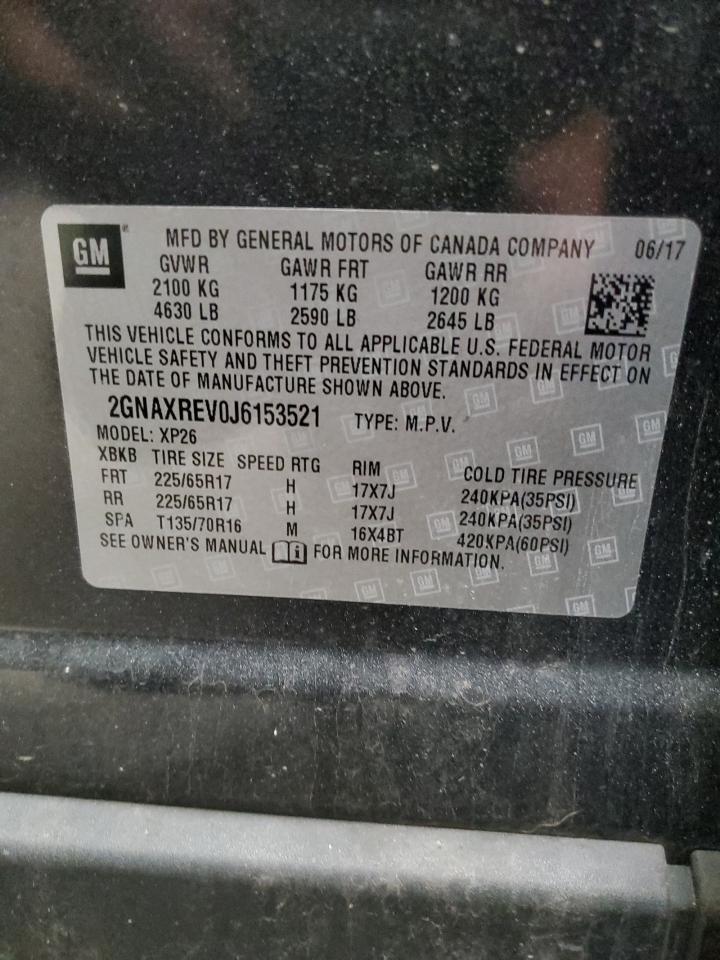 GM
MFD BY GENERAL MOTORS OF CANADA COMPANY 06/17
GVWR GAWR FRT GAWR RR
2100 KG 1175 KG 1200 KG
4630 LB 2590 LB 2645 LB
THIS VEHICLE CONFORMS TO ALL APPLICABLE U.S. FEDERAL MOTOR
VEHICLE SAFETY AND THEFT PREVENTION STANDARDS IN EFFECT ON
THE DATE OF MANUFACTURE SHOWN ABOVE.
2GNAXREV0J6153521 TYPE: M.P.V.
MODEL: XP26
XBKB TIRE SIZE SPEED RTG RIM COLD TIRE PRESSURE
FRT 225/65R17 H 17X7J 240KPA(35PSI)
RR 225/65R17 H 17X7J 240KPA(35PSI)
SPA T135/70R16 M 16X4BT 420KPA(60PSI)
SEE OWNER'S MANUAL FOR MORE INFORMATION.